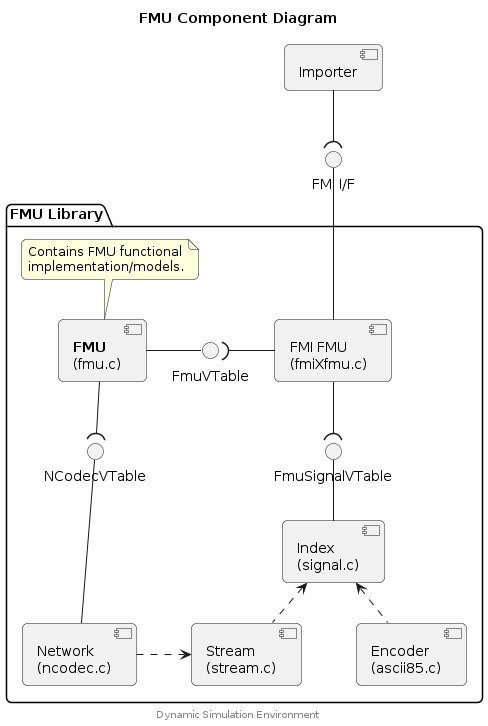 FMU Component Diagram
Importer
FMI I/F
FMU Library
Contains FMU functional
implementation/models.
FMU
(fmu.c)
FmuVTable
FMI FMU
(fmiXfmu.c)
NCodecVTable
FmuSignalVTable
Index
(signal.c)
Network
(ncodec.c)
Stream
(stream.c)
Encoder
(ascii85.c)
Dynamic Simulation Environment